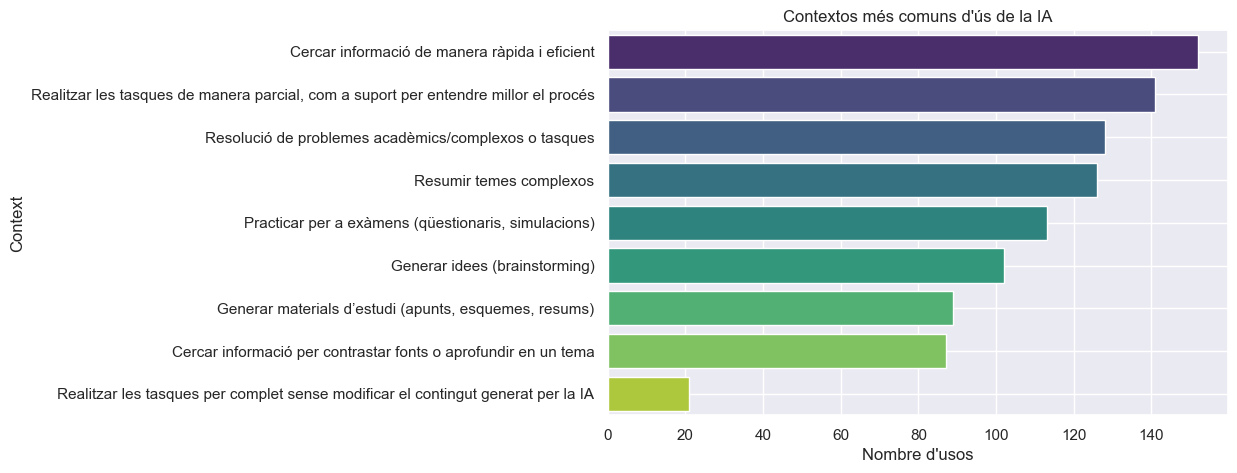 Contextos més comuns d'ús de la IA
Cercar informació de manera ràpida i eficient
Realitzar les tasques de manera parcial, com a suport per entendre millor el procés
Resolució de problemes acadèmics/complexos o tasques
Resumir temes complexos
Practicar per a exàmens (qüestionaris, simulacions)
Generar idees (brainstorming)
Generar materials d’estudi (apunts, esquemes, resums)
Cercar informació per contrastar fonts o aprofundir en un tema
Realitzar les tasques per complet sense modificar el contingut generat per la IA
Context
0 20 40 60 80 100 120 140
Nombre d'usos